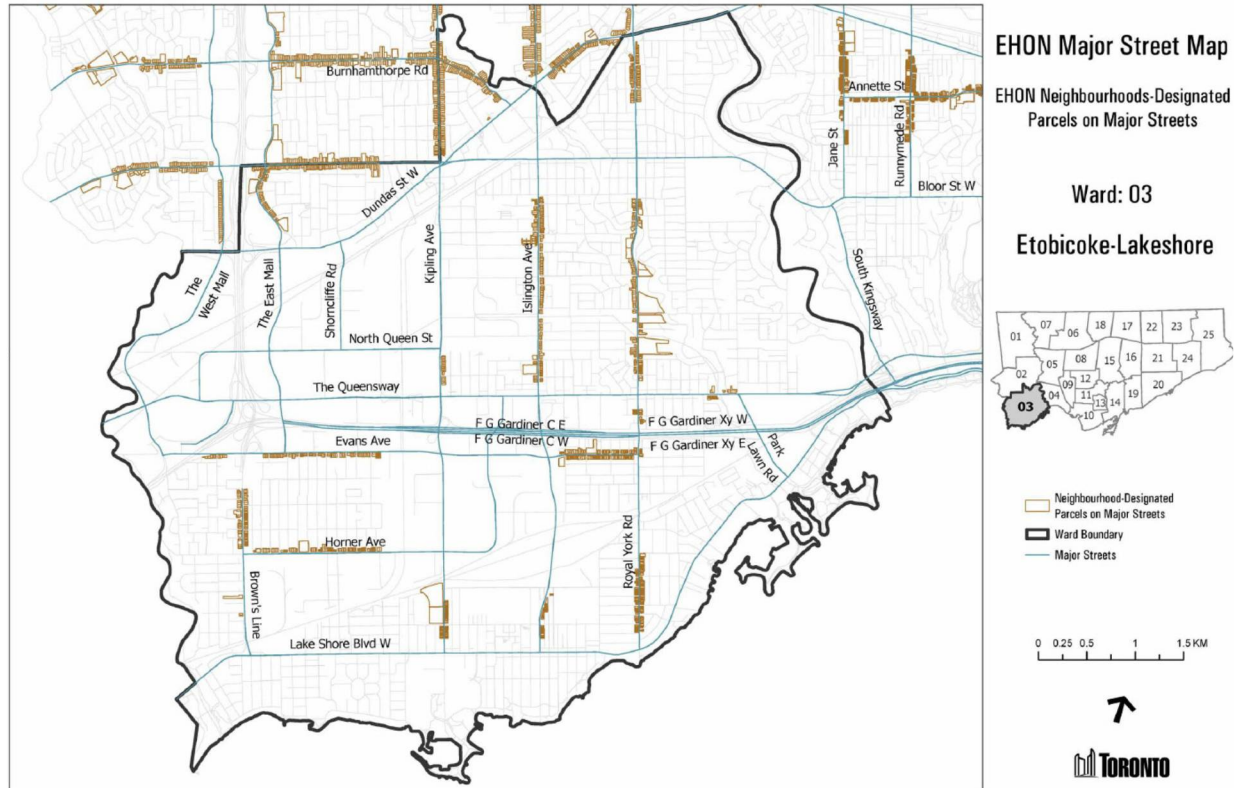 EHON Major Street Map
EHON Neighbourhoods-Designated
Parcels on Major Streets
Ward: 03
Etobicoke-Lakeshore
Burnhamthorpe Rd
Annette St
Jane St
Runnymede Rd
Bloor St W
Dundas St W
Kipling Ave
Islington Ave
South Kingsway
The
West Mall
The East Mall
Shorncliffe Rd
North Queen St
The Queensway
F G Gardiner C E
F G Gardiner C W
F G Gardiner Xy W
F G Gardiner Xy E
Evans Ave
Park
Lawn Rd
Royal York Rd
Horner Ave
Brown's Line
Lake Shore Blvd W
01
07
06
18
17
22
23
25
02
05
08
15
16
21
24
03
04
09
12
11
13
14
10
19
20
Neighbourhood-Designated
Parcels on Major Streets
Ward Boundary
Major Streets
0 0.25 0.5 1 1.5 KM
TORONTO